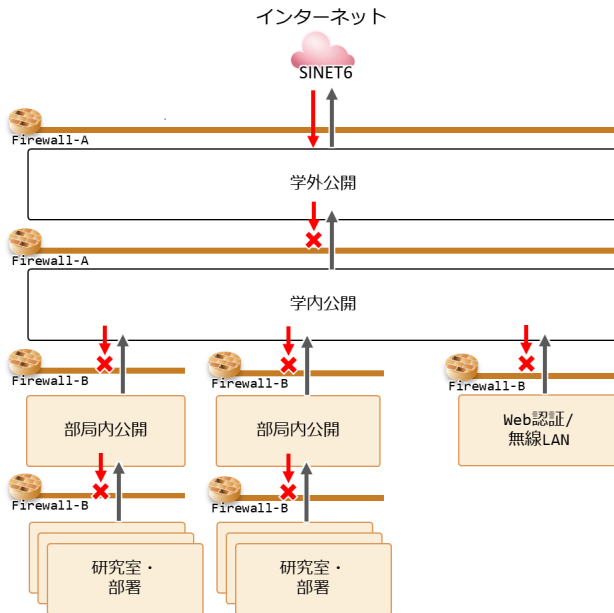 インターネット
SINET6
Firewall-A
学外公開
Firewall-A
学内公開
Firewall-B
Firewall-B
Firewall-B
部局内公開
部局内公開
Web認証/
無線LAN
Firewall-B
Firewall-B
研究室・
部署
研究室・
部署